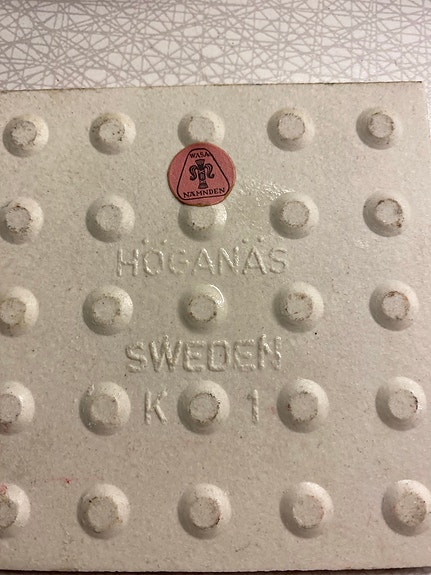 WASA
NÄMNDEN
HÖGANÄS
SWEDEN
K 1